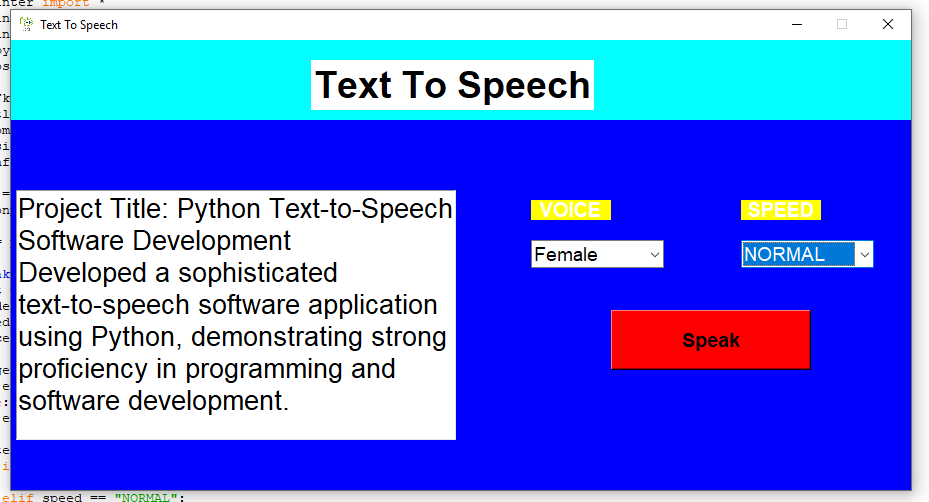 inter import *
Text To Speech
Text To Speech
Project Title: Python Text-to-Speech
Software Development
Developed a sophisticated
text-to-speech software application
using Python, demonstrating strong
proficiency in programming and
software development.
VOICE
SPEED
Female
NORMAL
Speak
elif speed == "NORMAL":